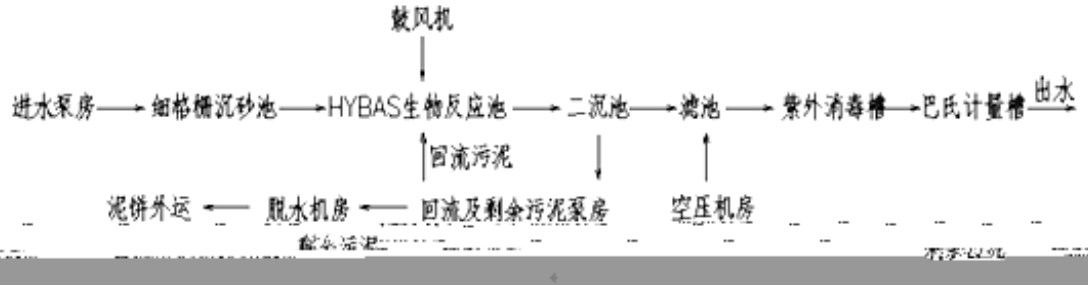 鼓风机
进水泵房 细格栅沉砂池 HYBAS生物反应池 二沉池 滤池 紫外消毒槽 巴氏计量槽 出水
回流污泥
泥饼外运 脱水机房 回流及剩余污泥泵房 空压机房